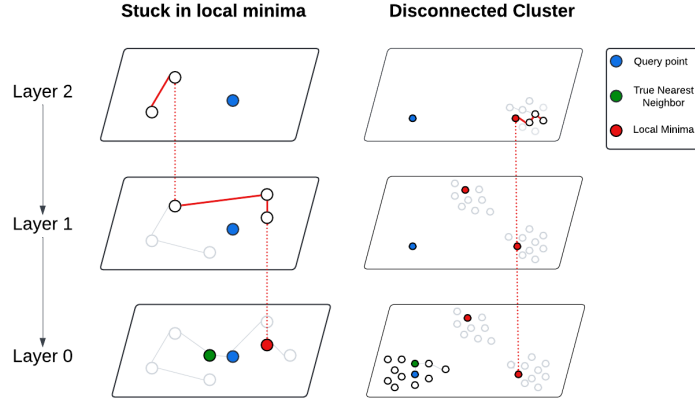 Stuck in local minima
Disconnected Cluster
Layer 2
Layer 1
Layer 0
Query point
True Nearest
Neighbor
Local Minima